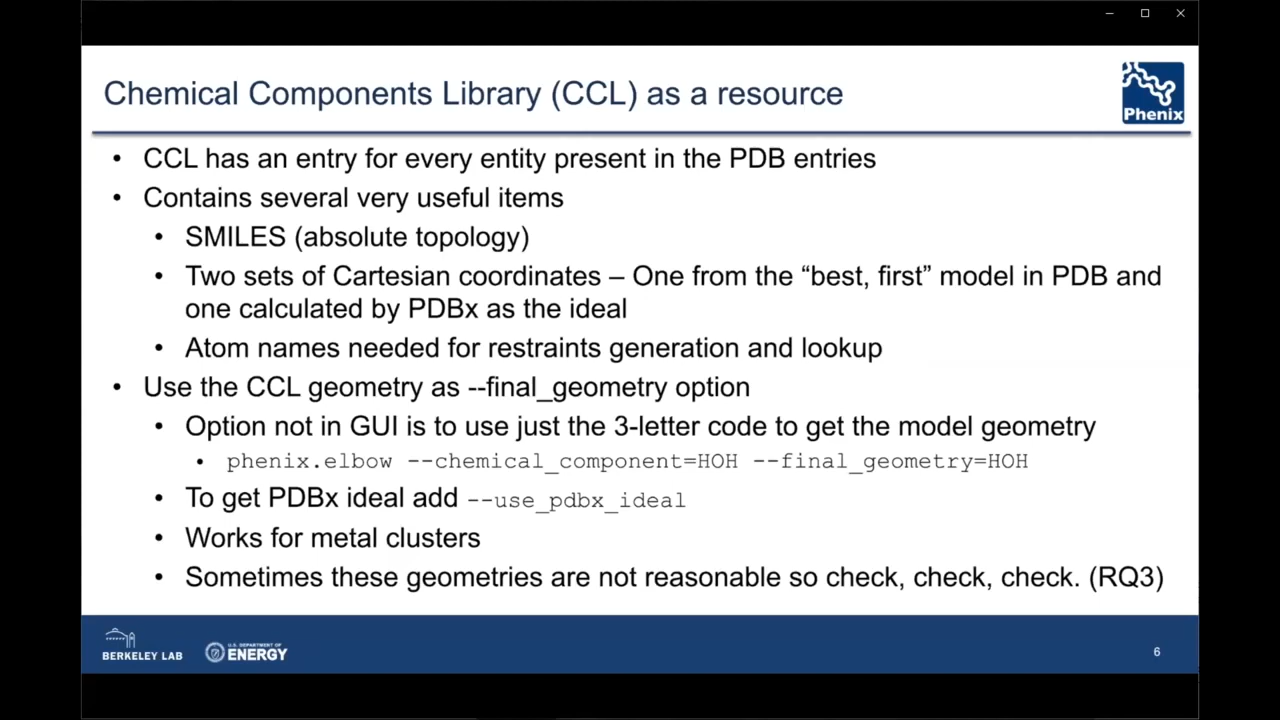 Chemical Components Library (CCL) as a resource
Phenix
• CCL has an entry for every entity present in the PDB entries
• Contains several very useful items
• SMILES (absolute topology)
• Two sets of Cartesian coordinates – One from the “best, first” model in PDB and
one calculated by PDBx as the ideal
• Atom names needed for restraints generation and lookup
• Use the CCL geometry as --final_geometry option
• Option not in GUI is to use just the 3-letter code to get the model geometry
• phenix.elbow --chemical_component=HOH --final_geometry=HOH
• To get PDBx ideal add --use_pdbx_ideal
• Works for metal clusters
• Sometimes these geometries are not reasonable so check, check, check. (RQ3)
BERKELEY LAB
U.S. DEPARTMENT OF
ENERGY
6